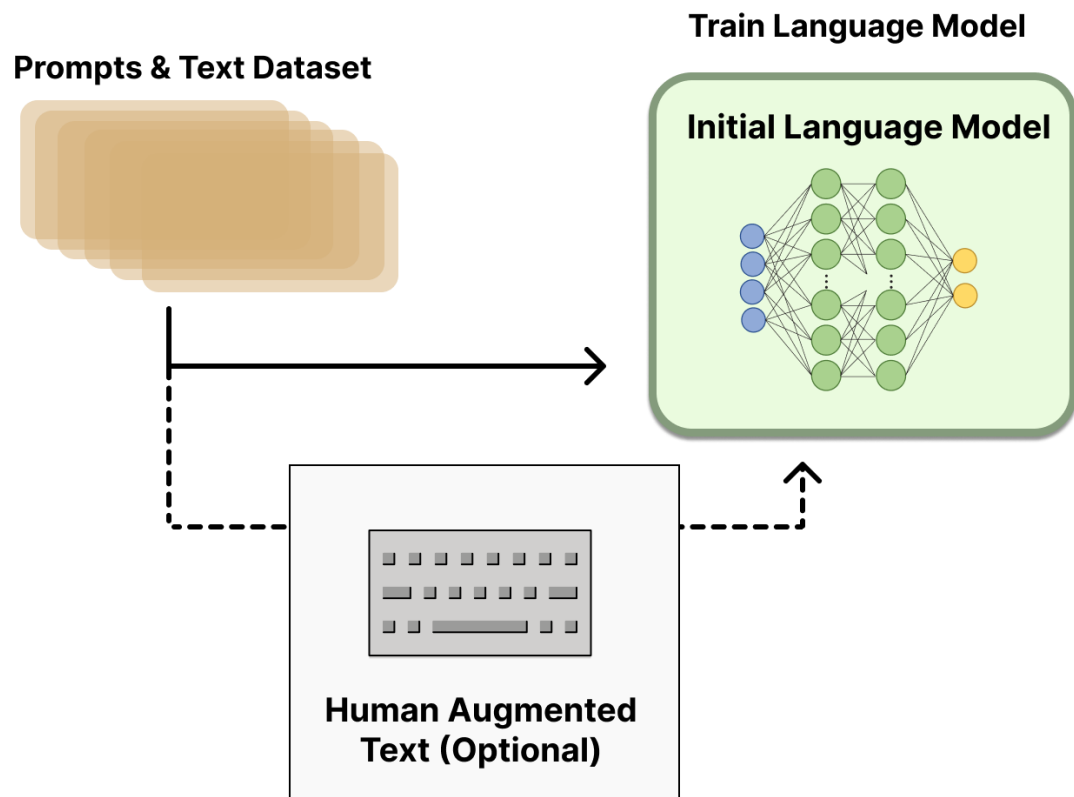 Train Language Model
Prompts & Text Dataset
Initial Language Model
Human Augmented
Text (Optional)